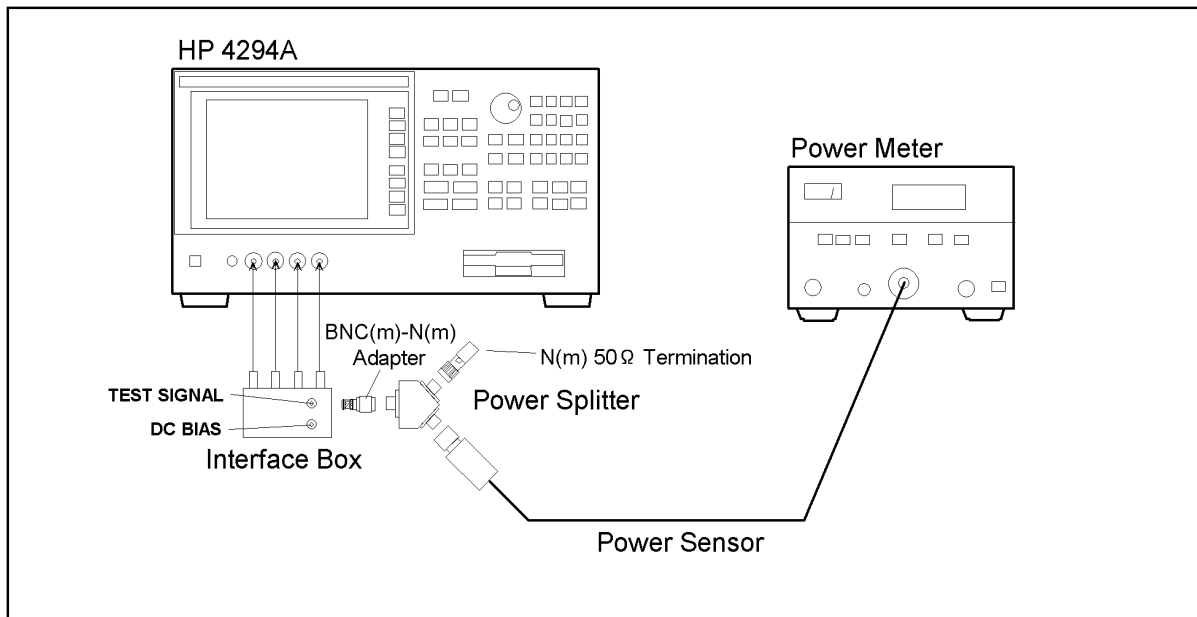 HP 4294A
Power Meter
BNC(m)-N(m)
Adapter
N(m) 50Ω Termination
TEST SIGNAL
Power Splitter
DC BIAS
Interface Box
Power Sensor